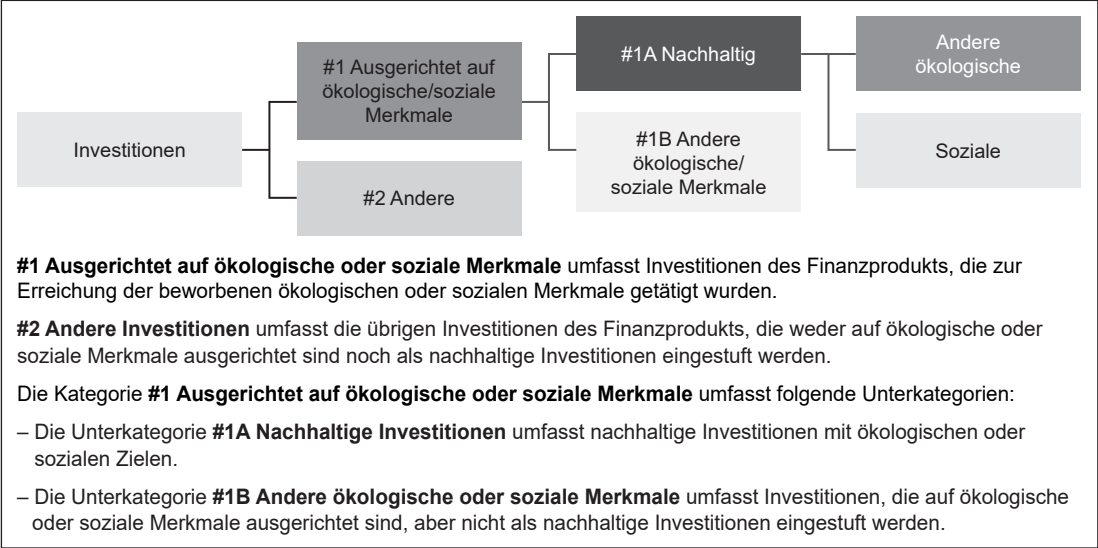 Investitionen
#1 Ausgerichtet auf
ökologische/soziale
Merkmale
#2 Andere
#1A Nachhaltig
#1B Andere
ökologische/
soziale Merkmale
Andere
ökologische
Soziale
#1 Ausgerichtet auf ökologische oder soziale Merkmale umfasst Investitionen des Finanzprodukts, die zur
Erreichung der beworbenen ökologischen oder sozialen Merkmale getätigt wurden.
#2 Andere Investitionen umfasst die übrigen Investitionen des Finanzprodukts, die weder auf ökologische oder
soziale Merkmale ausgerichtet sind noch als nachhaltige Investitionen eingestuft werden.
Die Kategorie #1 Ausgerichtet auf ökologische oder soziale Merkmale umfasst folgende Unterkategorien:
– Die Unterkategorie #1A Nachhaltige Investitionen umfasst nachhaltige Investitionen mit ökologischen oder
sozialen Zielen.
– Die Unterkategorie #1B Andere ökologische oder soziale Merkmale umfasst Investitionen, die auf ökologische
oder soziale Merkmale ausgerichtet sind, aber nicht als nachhaltige Investitionen eingestuft werden.